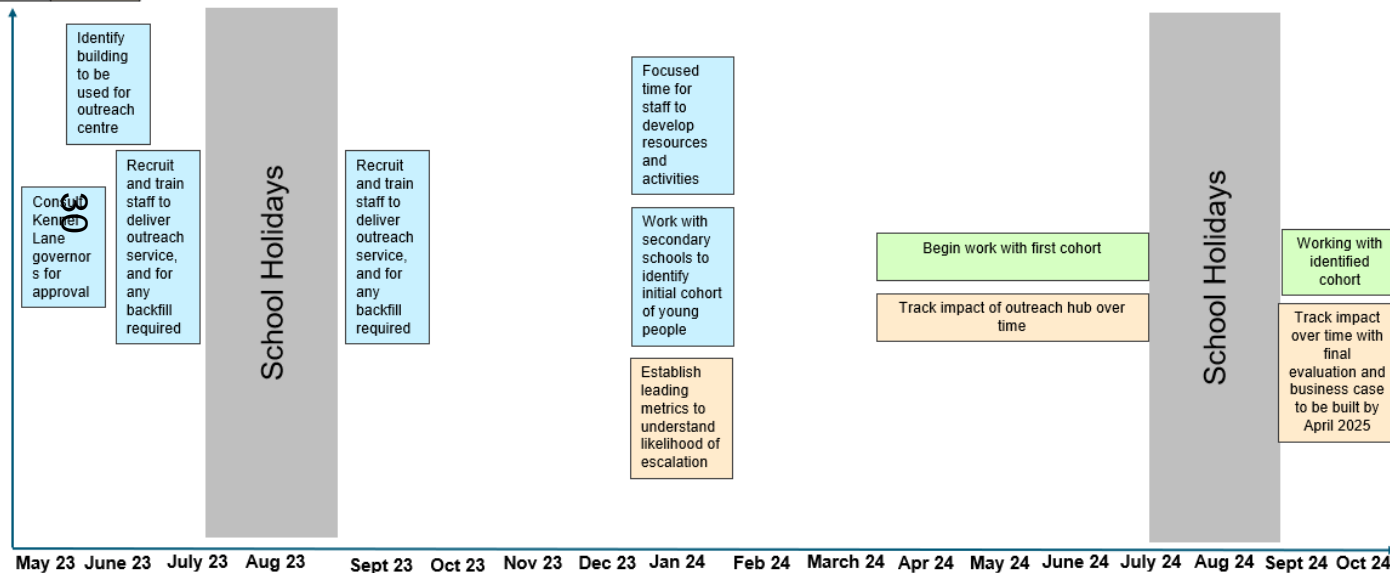 Identify
building
to be
used for
outreach
centre
Consult
Kennel
Lane
governor
s for
approval
30
Recruit
and train
staff to
deliver
outreach
service,
and for
any
backfill
required
School Holidays
Recruit
and train
staff to
deliver
outreach
service,
and for
any
backfill
required
Focused
time for
staff to
develop
resources
and
activities
Work with
secondary
schools to
identify
initial cohort
of young
people
Establish
leading
metrics to
understand
likelihood of
escalation
Begin work with first cohort
Track impact of outreach hub over
time
School Holidays
Working with
identified
cohort
Track impact
over time with
final
evaluation and
business case
to be built by
April 2025
May 23 June 23 July 23 Aug 23 Sept 23 Oct 23 Nov 23 Dec 23 Jan 24 Feb 24 March 24 Apr 24 May 24 June 24 July 24 Aug 24 Sept 24 Oct 24